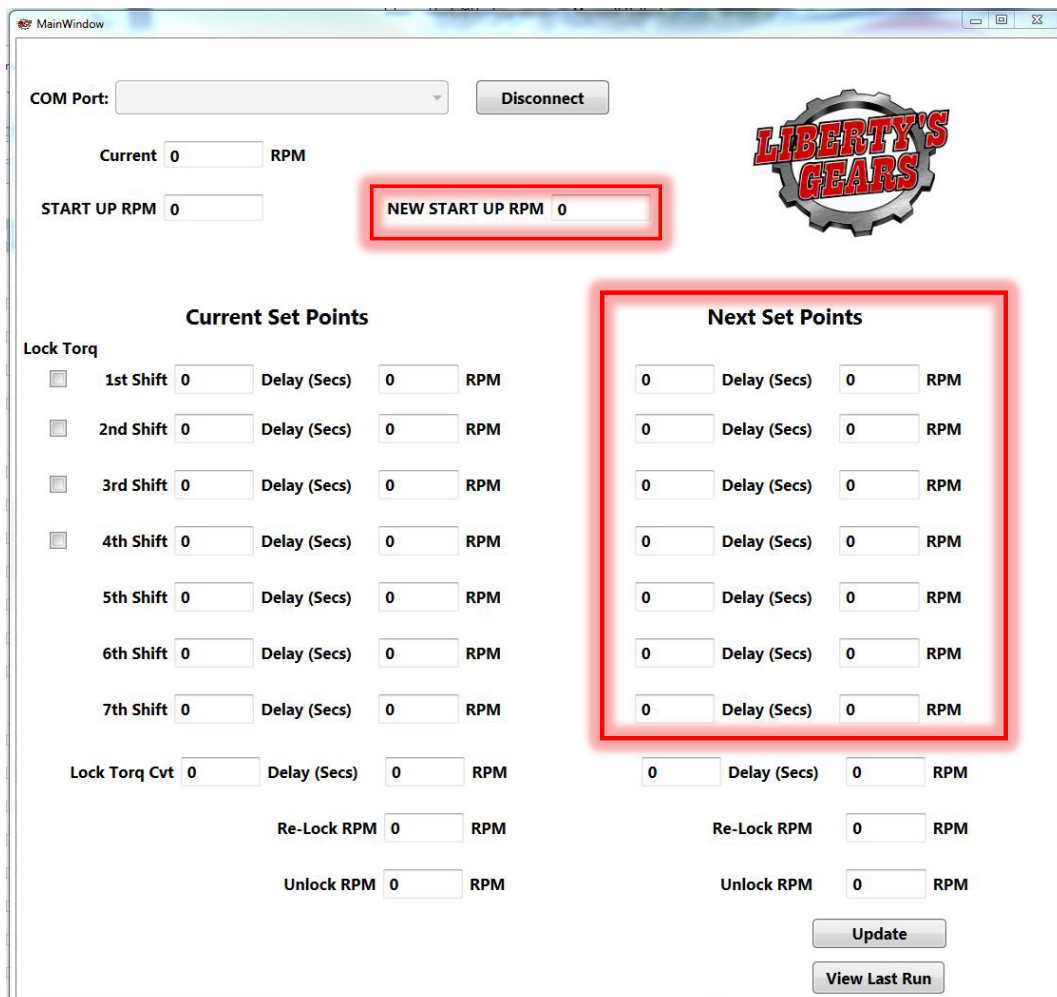 MainWindow
COM Port: Disconnect
LIBERTY'S
GEARS
Current 0 RPM
START UP RPM 0 NEW START UP RPM 0
Current Set Points Next Set Points
Lock Torq
1st Shift 0 Delay (Secs) 0 RPM 0 Delay (Secs) 0 RPM
2nd Shift 0 Delay (Secs) 0 RPM 0 Delay (Secs) 0 RPM
3rd Shift 0 Delay (Secs) 0 RPM 0 Delay (Secs) 0 RPM
4th Shift 0 Delay (Secs) 0 RPM 0 Delay (Secs) 0 RPM
5th Shift 0 Delay (Secs) 0 RPM 0 Delay (Secs) 0 RPM
6th Shift 0 Delay (Secs) 0 RPM 0 Delay (Secs) 0 RPM
7th Shift 0 Delay (Secs) 0 RPM 0 Delay (Secs) 0 RPM
Lock Torq Cvt 0 Delay (Secs) 0 RPM 0 Delay (Secs) 0 RPM
Re-Lock RPM 0 RPM Re-Lock RPM 0 RPM
Unlock RPM 0 RPM Unlock RPM 0 RPM
Update
View Last Run